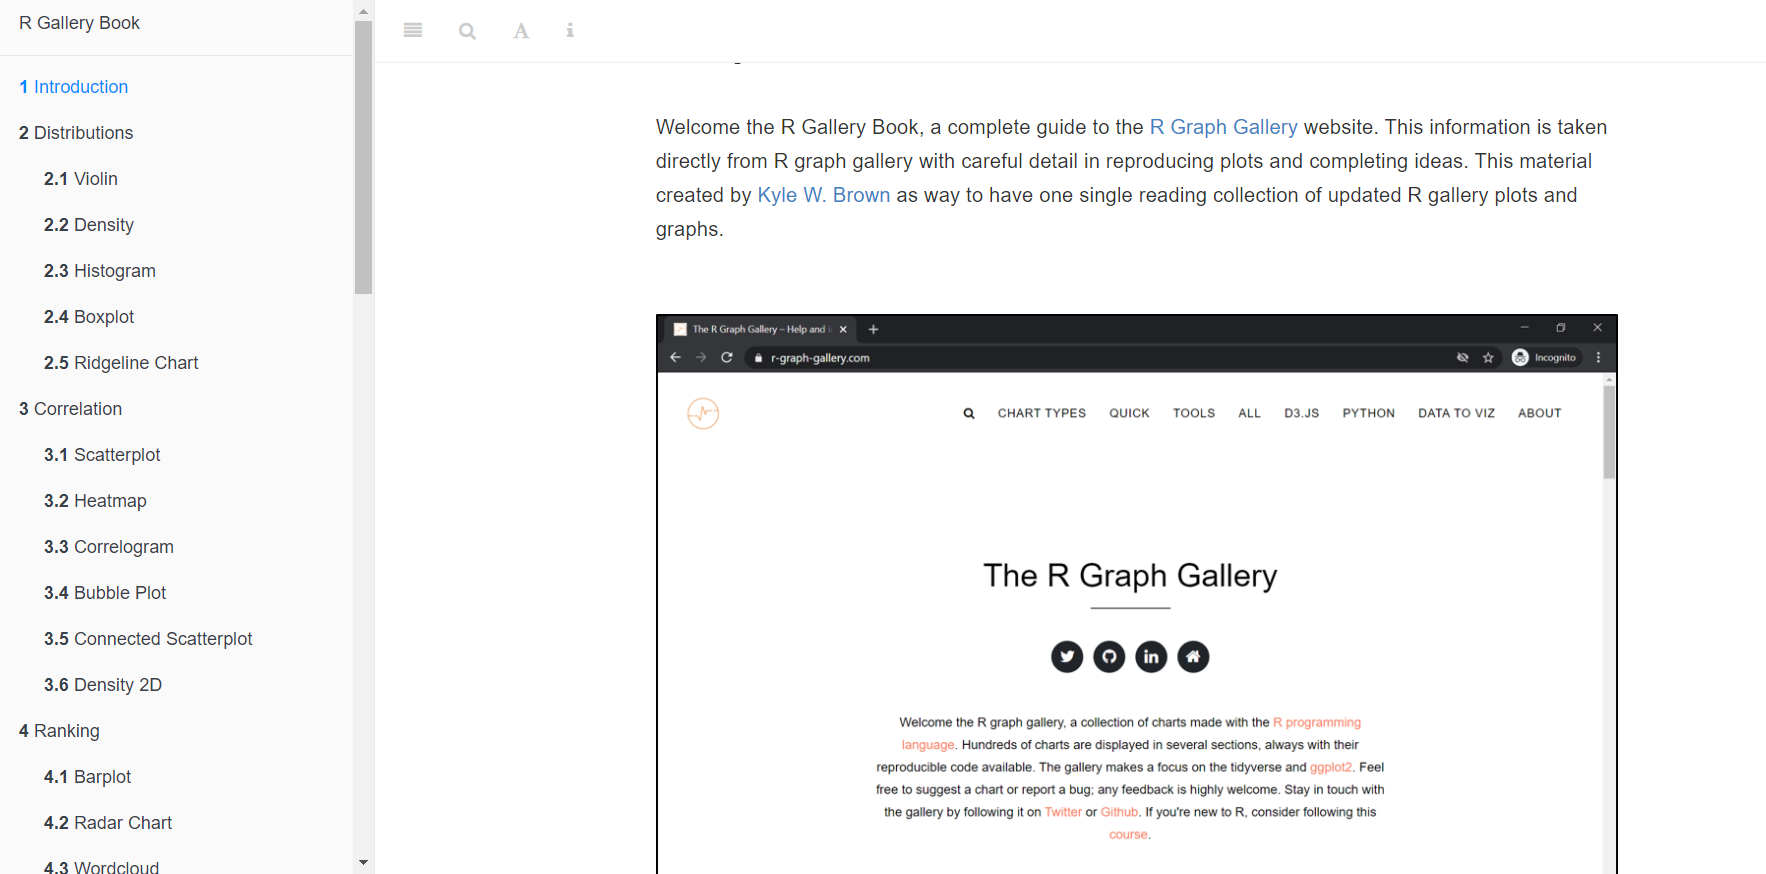 R Gallery Book
1 Introduction
2 Distributions
2.1 Violin
2.2 Density
2.3 Histogram
2.4 Boxplot
2.5 Ridgeline Chart
3 Correlation
3.1 Scatterplot
3.2 Heatmap
3.3 Correlogram
3.4 Bubble Plot
3.5 Connected Scatterplot
3.6 Density 2D
4 Ranking
4.1 Barplot
4.2 Radar Chart
4.3 Wordcloud
Welcome the R Gallery Book, a complete guide to the R Graph Gallery website. This information is taken
directly from R graph gallery with careful detail in reproducing plots and completing ideas. This material
created by Kyle W. Brown as way to have one single reading collection of updated R gallery plots and
graphs.
The R Graph Gallery – Help and i
r-graph-gallery.com
Incognito
CHART TYPES QUICK TOOLS ALL D3.JS PYTHON DATA TO VIZ ABOUT
The R Graph Gallery
Welcome the R graph gallery, a collection of charts made with the R programming
language. Hundreds of charts are displayed in several sections, always with their
reproducible code available. The gallery makes a focus on the tidyverse and ggplot2. Feel
free to suggest a chart or report a bug; any feedback is highly welcome. Stay in touch with
the gallery by following it on Twitter or Github. If you're new to R, consider following this
course.